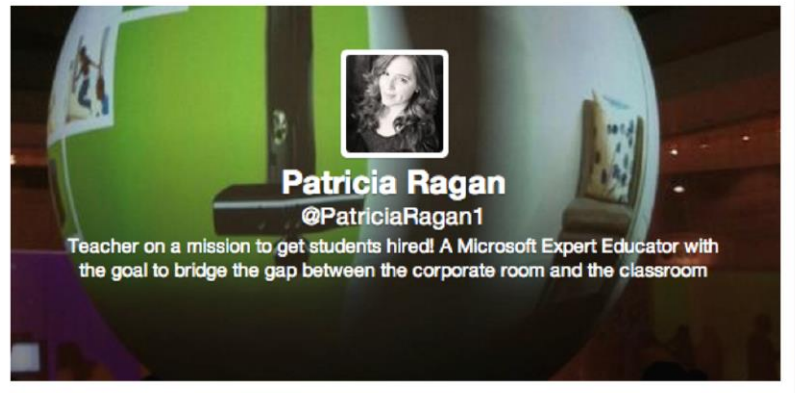 Patricia Ragan
@PatriciaRagan1
Teacher on a mission to get students hired! A Microsoft Expert Educator with
the goal to bridge the gap between the corporate room and the classroom